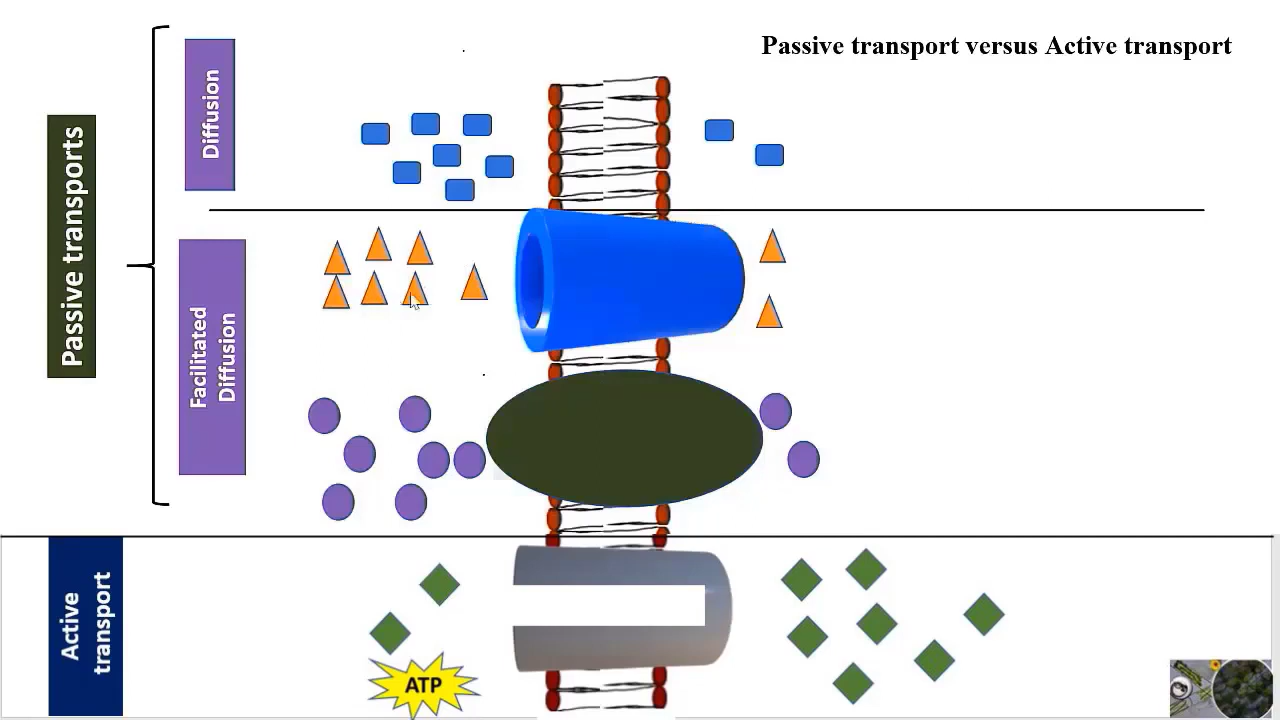 Passive transport versus Active transport
Passive transports
Diffusion
Facilitated
Diffusion
Active
transport
ATP